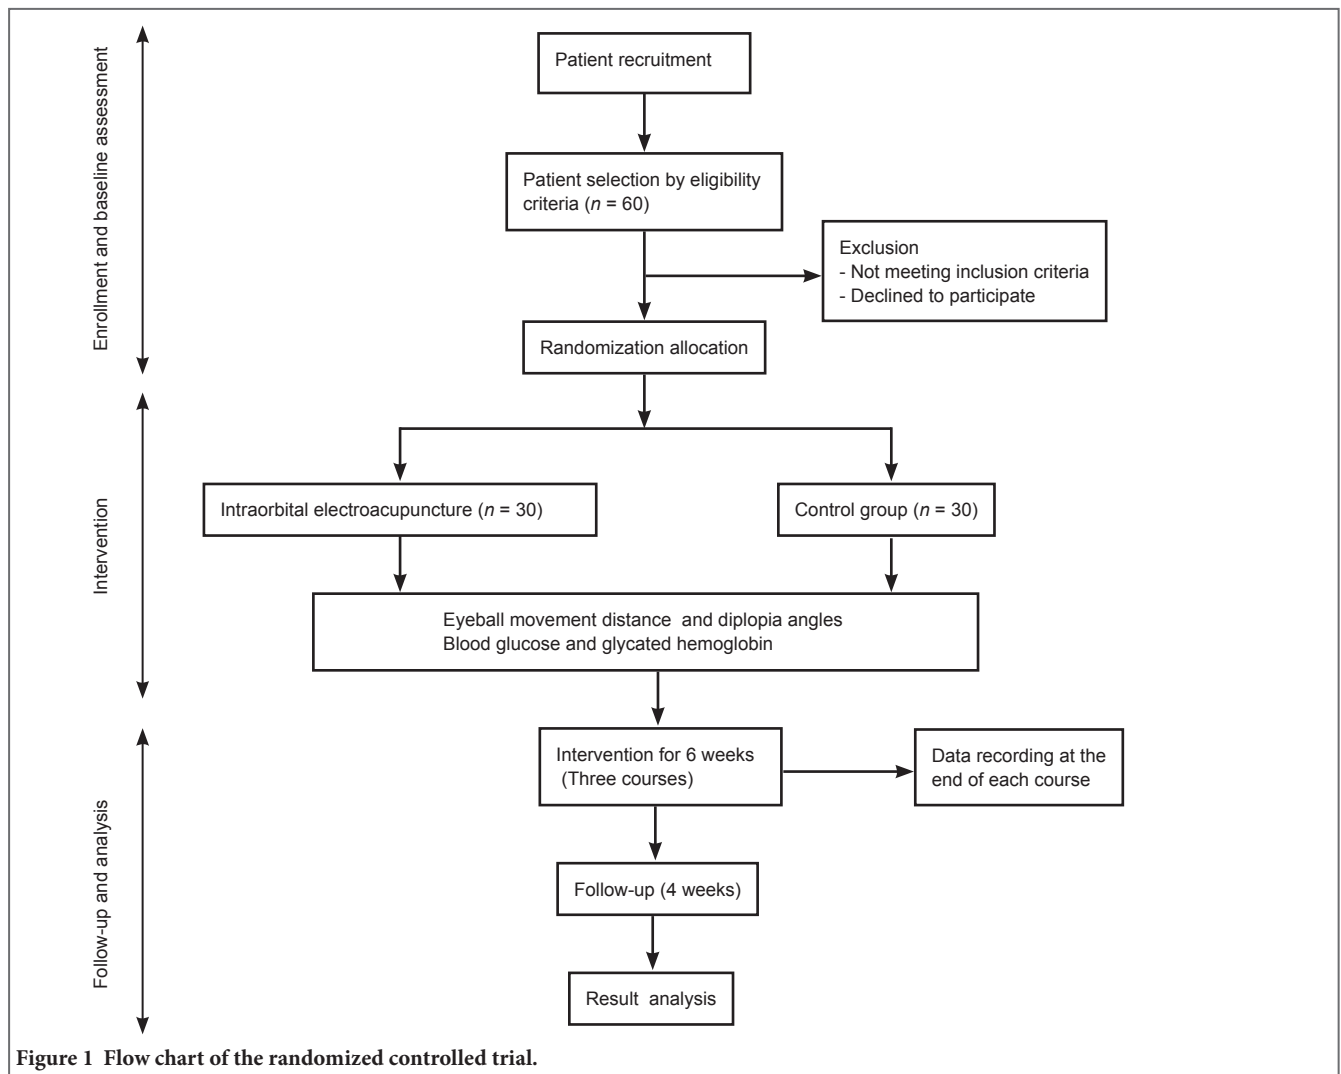 Enrollment and baseline assessment
Patient recruitment
Patient selection by eligibility
criteria (n = 60)
Exclusion
- Not meeting inclusion criteria
- Declined to participate
Randomization allocation
Intervention
Intraorbital electroacupuncture (n = 30)
Control group (n = 30)
Eyeball movement distance and diplopia angles
Blood glucose and glycated hemoglobin
Follow-up and analysis
Intervention for 6 weeks
(Three courses)
Data recording at the
end of each course
Follow-up (4 weeks)
Result analysis
Figure 1 Flow chart of the randomized controlled trial.